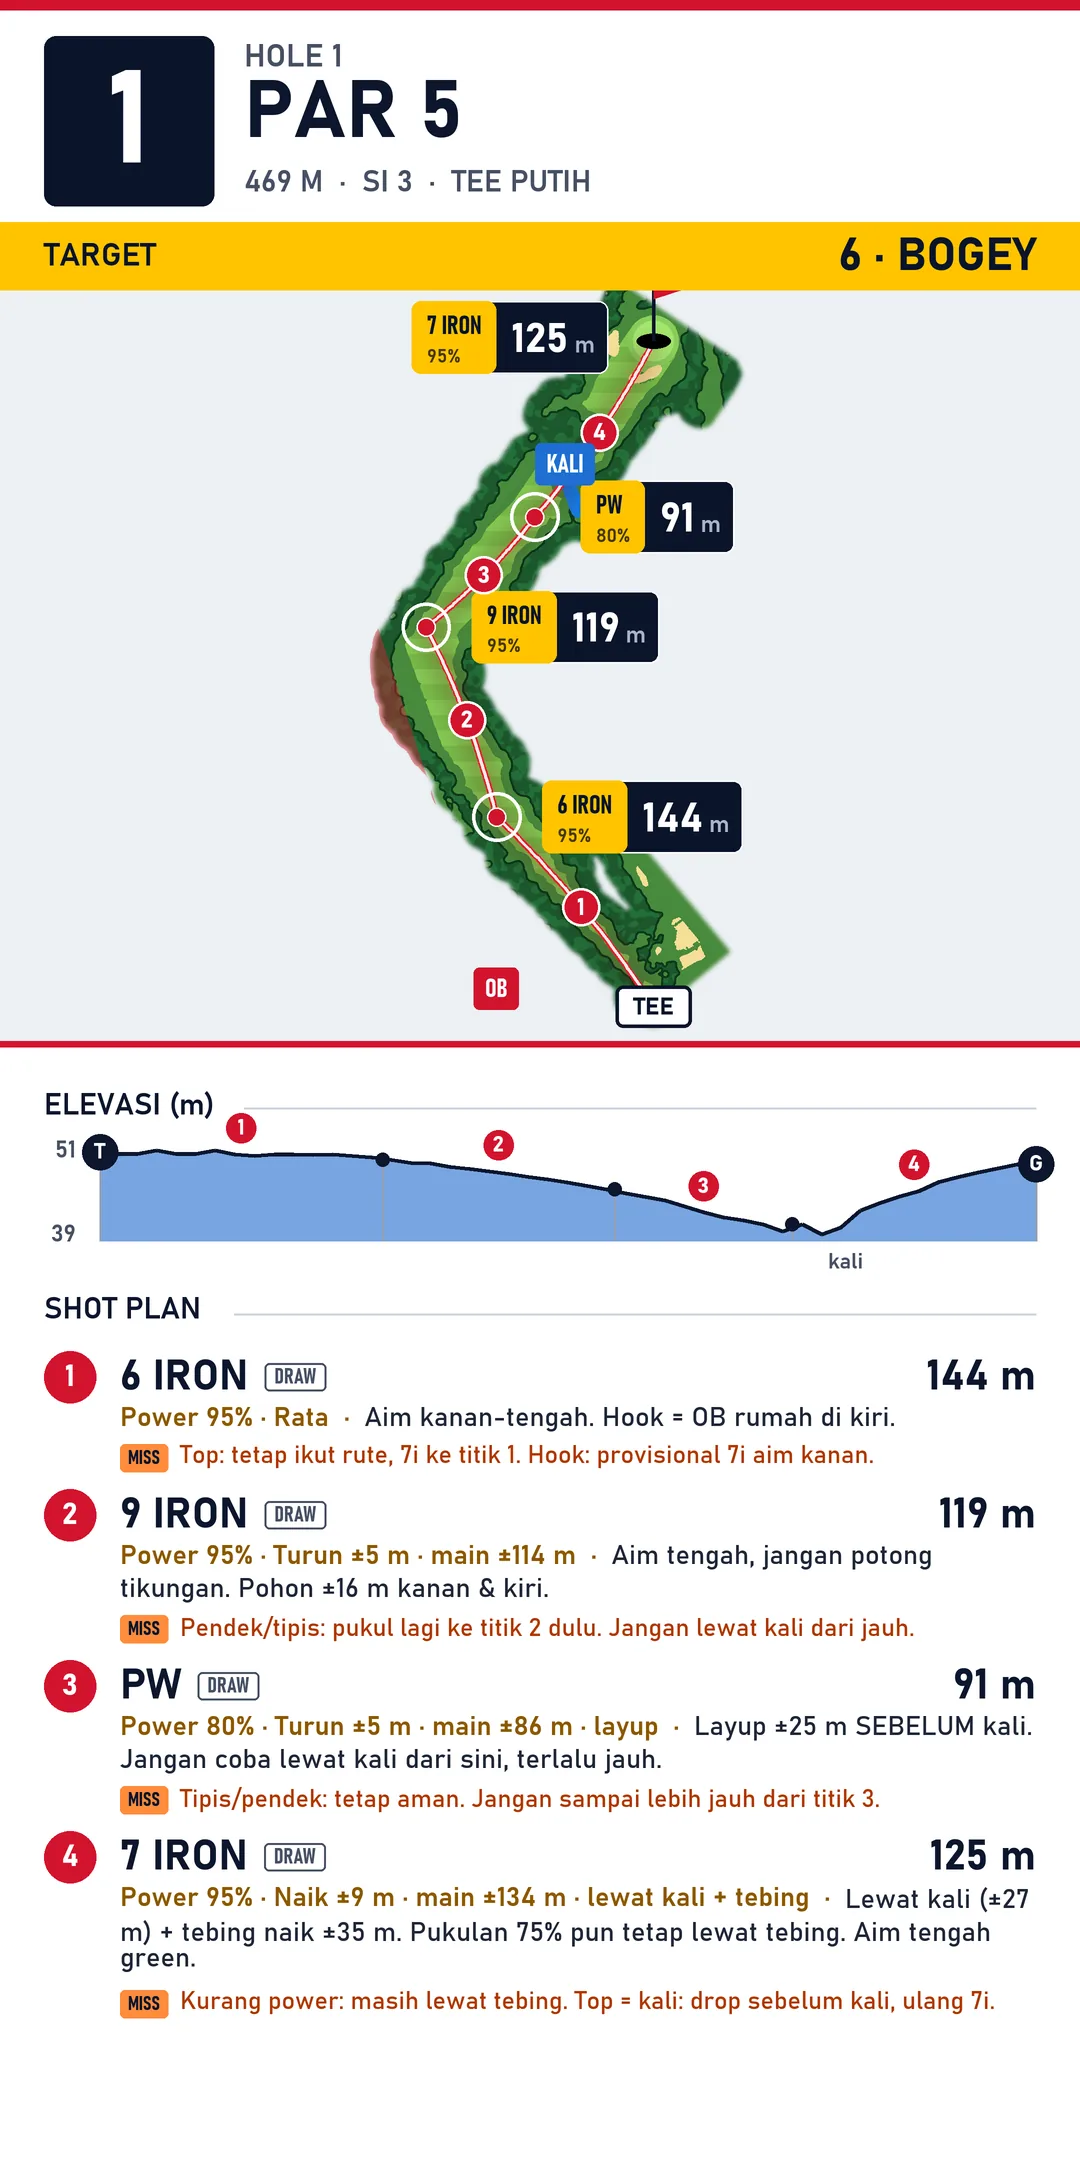 1
HOLE 1
PAR 5
469 M · SI 3 · TEE PUTIH
TARGET
6 · BOGEY
7 IRON
95%
125 m
4
KALI
PW
80%
91 m
3
9 IRON
95%
119 m
2
6 IRON
95%
144 m
1
OB
TEE
ELEVASI (m)
51
T
1
2
3
4
G
39
kali
SHOT PLAN
1
6 IRON DRAW 144 m
Power 95% · Rata · Aim kanan-tengah. Hook = OB rumah di kiri.
MISS Top: tetap ikut rute, 7i ke titik 1. Hook: provisional 7i aim kanan.
2
9 IRON DRAW 119 m
Power 95% · Turun ±5 m · main ±114 m · Aim tengah, jangan potong
tikungan. Pohon ±16 m kanan & kiri.
MISS Pendek/tipis: pukul lagi ke titik 2 dulu. Jangan lewat kali dari jauh.
3
PW DRAW 91 m
Power 80% · Turun ±5 m · main ±86 m · layup · Layup ±25 m SEBELUM kali.
Jangan coba lewat kali dari sini, terlalu jauh.
MISS Tipis/pendek: tetap aman. Jangan sampai lebih jauh dari titik 3.
4
7 IRON DRAW 125 m
Power 95% · Naik ±9 m · main ±134 m · lewat kali + tebing · Lewat kali (±27
m) + tebing naik ±35 m. Pukulan 75% pun tetap lewat tebing. Aim tengah
green.
MISS Kurang power: masih lewat tebing. Top = kali: drop sebelum kali, ulang 7i.